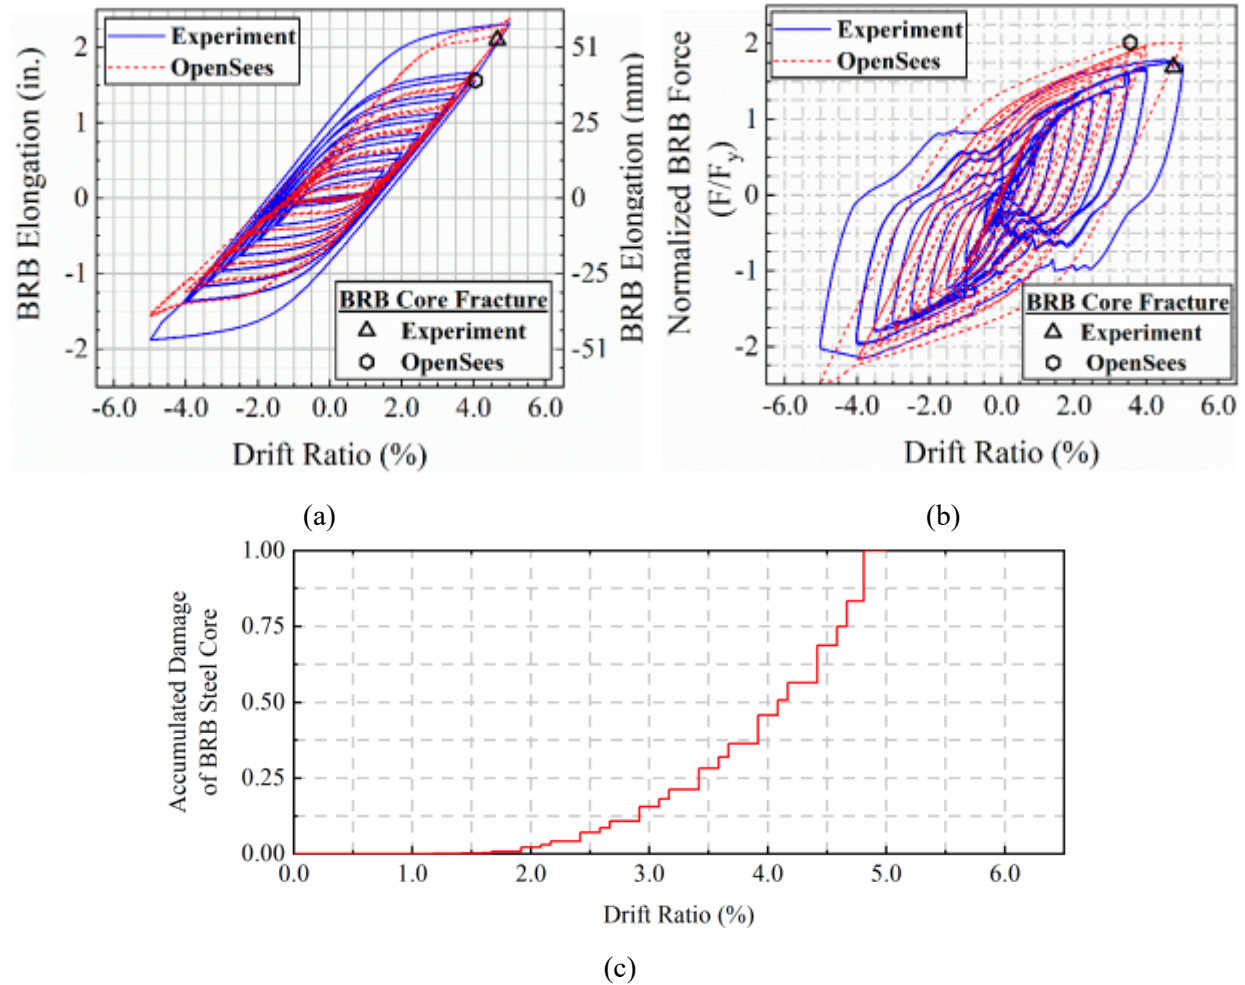 BRB Elongation (in.)
2
1
0
-1
-2
Experiment
OpenSees
BRB Core Fracture
Experiment
OpenSees
51
25
0
-25
-51
BRB Elongation (mm)
-6.0 -4.0 -2.0 0.0 2.0 4.0 6.0
Drift Ratio (%)
(a)
Normalized BRB Force
(F/Fy)
2
1
0
-1
-2
Experiment
OpenSees
BRB Core Fracture
Experiment
OpenSees
-6.0 -4.0 -2.0 0.0 2.0 4.0 6.0
Drift Ratio (%)
(b)
Accumulated Damage
of BRB Steel Core
1.00
0.75
0.50
0.25
0.00
0.0 1.0 2.0 3.0 4.0 5.0 6.0
Drift Ratio (%)
(c)